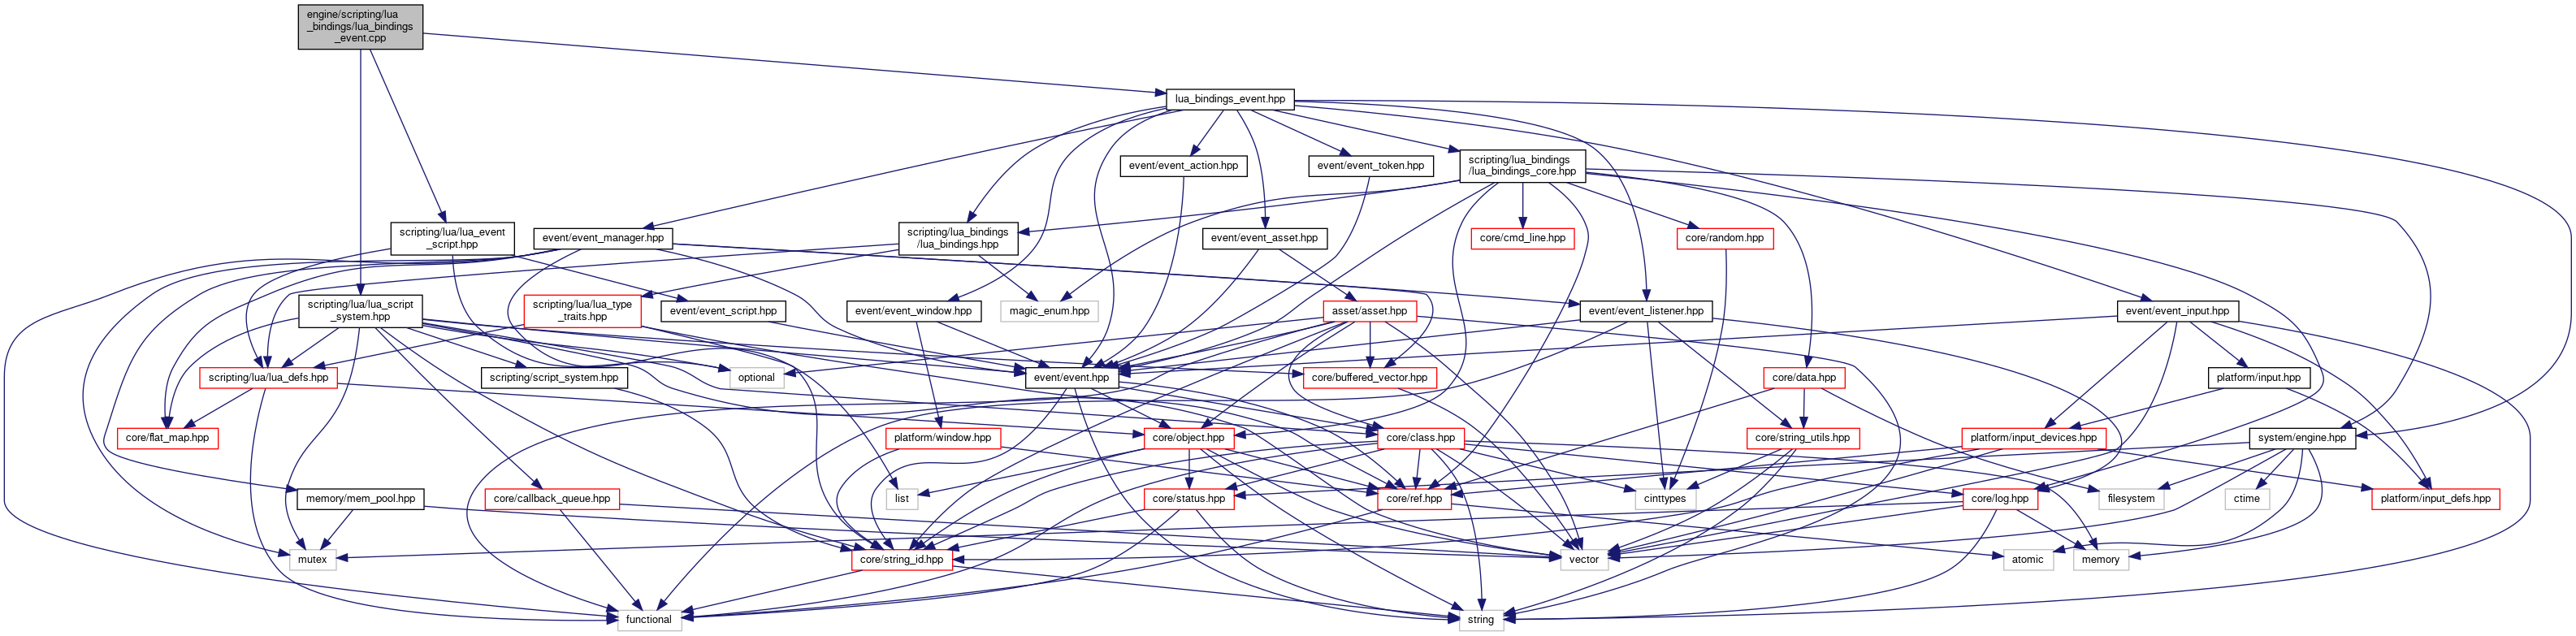 engine/scripting/lua
_bindings/lua_bindings
_event.cpp
lua_bindings_event.hpp
event/event_action.hpp
event/event_token.hpp
scripting/lua_bindings
/lua_bindings_core.hpp
scripting/lua/lua_event
_script.hpp
event/event_manager.hpp
scripting/lua_bindings
/lua_bindings.hpp
event/event_asset.hpp
core/cmd_line.hpp
core/random.hpp
scripting/lua/lua_script
_system.hpp
scripting/lua/lua_type
_traits.hpp
event/event_script.hpp
event/event_window.hpp
magic_enum.hpp
asset/asset.hpp
event/event_listener.hpp
event/event_input.hpp
scripting/lua/lua_defs.hpp
scripting/script_system.hpp
optional
event/event.hpp
core/buffered_vector.hpp
core/data.hpp
platform/input.hpp
core/flat_map.hpp
platform/window.hpp
core/object.hpp
core/class.hpp
core/string_utils.hpp
platform/input_devices.hpp
system/engine.hpp
memory/mem_pool.hpp
core/callback_queue.hpp
list
core/status.hpp
core/ref.hpp
cinttypes
core/log.hpp
filesystem
ctime
platform/input_defs.hpp
mutex
core/string_id.hpp
vector
atomic
memory
functional
string